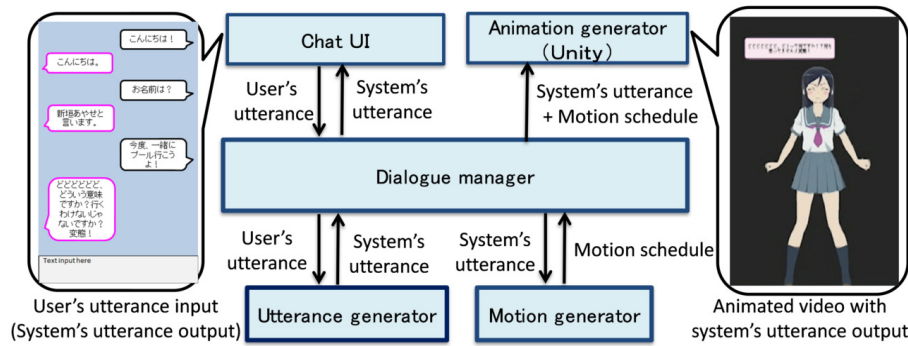 こんにちは！
こんにちは。
お名前は？
新垣あやせと
言います。
今度、一緒に
プール行こう
よ！
どどどどどど、
どういう意味
ですか？行く
わけないじゃ
ないですか？
変態！
Text input here
User's utterance input
(System's utterance output)
Chat UI
Animation generator
(Unity)
User's
utterance
System's
utterance
System's utterance
+ Motion schedule
Dialogue manager
User's
utterance
System's
utterance
System's
utterance
Motion schedule
Utterance generator
Motion generator
Animated video with
system's utterance output